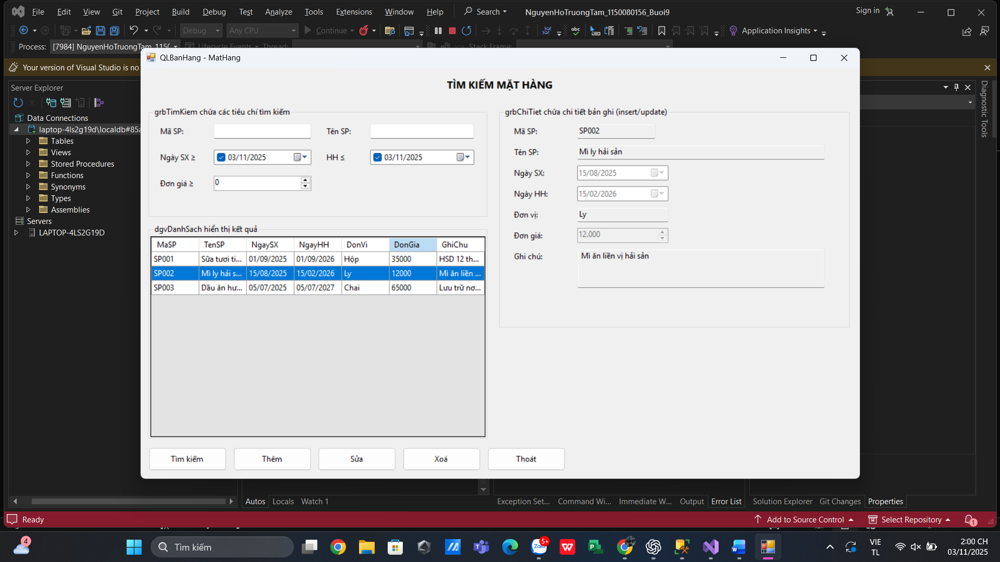 File Edit View Git Project Build Debug Test Analyze Tools Extensions Window Help Search NguyenHoTruongTam_1150080156_Buoi9 Sign in
Debug Any CPU Continue Application Insights
Process: [7984] NguyenHoTruongTam_115( Lifecycle Events Thread: Stack Frame:
Your version of Visual Studio is no
QLBanHang - MatHang
TÌM KIẾM MẶT HÀNG
Server Explorer
Data Connections
laptop-4ls2g19d\localdb#85a
Tables
Views
Stored Procedures
Functions
Synonyms
Types
Assemblies
Servers
LAPTOP-4LS2G19D
grbTimKiem chứa các tiêu chí tìm kiếm
Mã SP: Tên SP:
Ngày SX ≥ 03/11/2025 HH ≤ 03/11/2025
Đơn giá ≥ 0
dgvDanhSach hiển thị kết quả
MaSP TenSP NgaySX NgayHH DonVi DonGia GhiChu
SP001 Sữa tươi ti... 01/09/2025 01/09/2026 Hộp 35000 HSD 12 th...
SP002 Mì ly hải s... 15/08/2025 15/02/2026 Ly 12000 Mì ăn liền ...
SP003 Dầu ăn hư... 05/07/2025 05/07/2027 Chai 65000 Lưu trữ nơ...
grbChiTiet chứa chi tiết bản ghi (insert/update)
Mã SP: SP002
Tên SP: Mì ly hải sản
Ngày SX: 15/08/2025
Ngày HH: 15/02/2026
Đơn vị: Ly
Đơn giá: 12.000
Ghi chú: Mì ăn liền vị hải sản
Tìm kiếm Thêm Sửa Xoá Thoát
Diagnostic Tools
Autos Locals Watch 1 Exception Set... Command Wi... Immediate W... Output Error List Solution Explorer Git Changes Properties
Ready Add to Source Control Select Repository 1
4 Tìm kiếm Zalo 5+ VIE TL 2:00 CH 03/11/2025